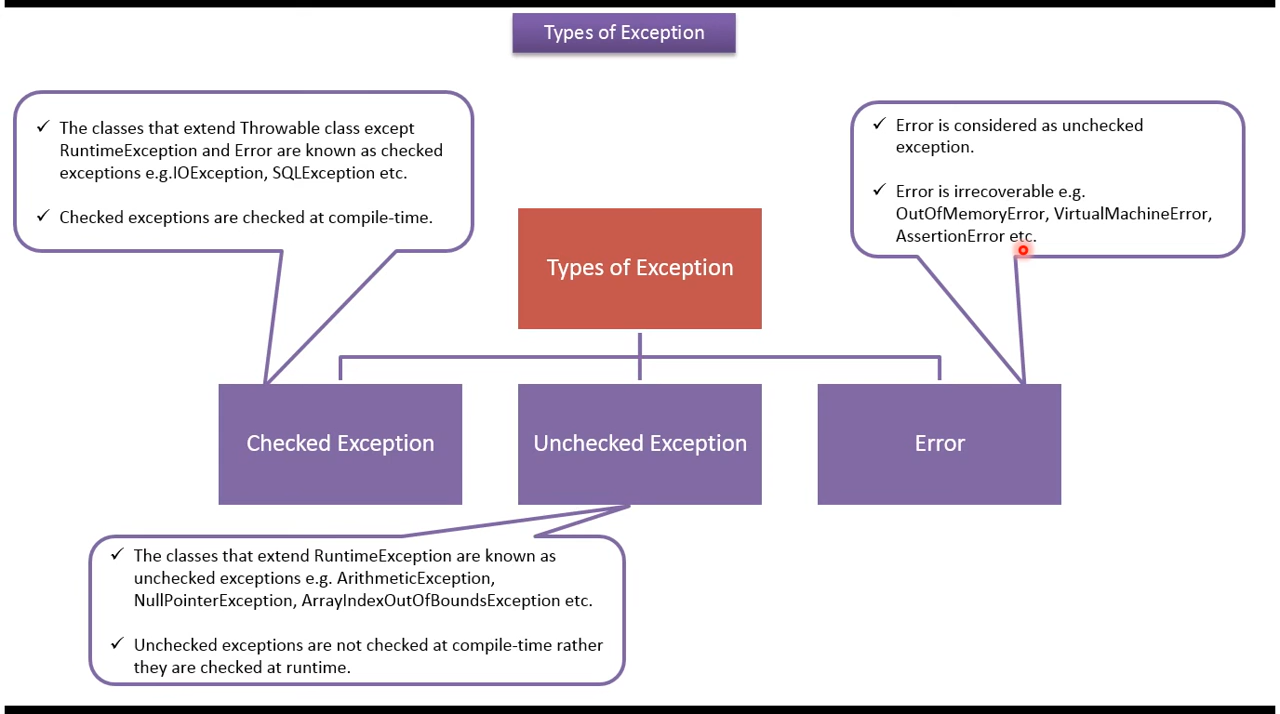 Types of Exception
✓ The classes that extend Throwable class except
RuntimeException and Error are known as checked
exceptions e.g.IOException, SQLException etc.
✓ Checked exceptions are checked at compile-time.
✓ Error is considered as unchecked
exception.
✓ Error is irrecoverable e.g.
OutOfMemoryError, VirtualMachineError,
AssertionError etc.
Types of Exception
Checked Exception
Unchecked Exception
Error
✓ The classes that extend RuntimeException are known as
unchecked exceptions e.g. ArithmeticException,
NullPointerException, ArrayIndexOutOfBoundsException etc.
✓ Unchecked exceptions are not checked at compile-time rather
they are checked at runtime.